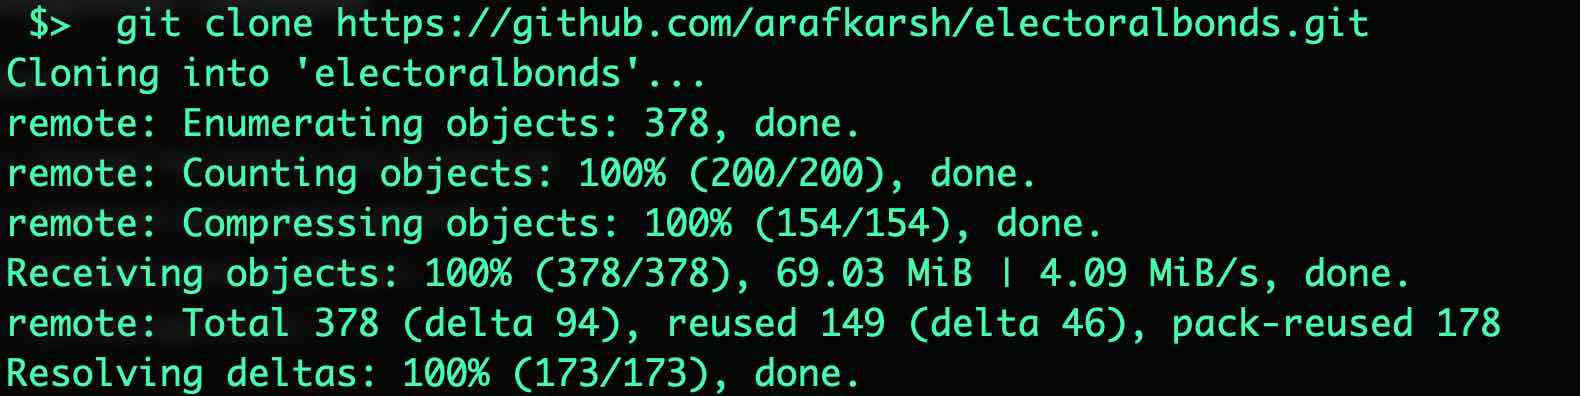 $>  git clone https://github.com/arafkarsh/electoralbonds.git
Cloning into 'electoralbonds'...
remote: Enumerating objects: 378, done.
remote: Counting objects: 100% (200/200), done.
remote: Compressing objects: 100% (154/154), done.
Receiving objects: 100% (378/378), 69.03 MiB | 4.09 MiB/s, done.
remote: Total 378 (delta 94), reused 149 (delta 46), pack-reused 178
Resolving deltas: 100% (173/173), done.